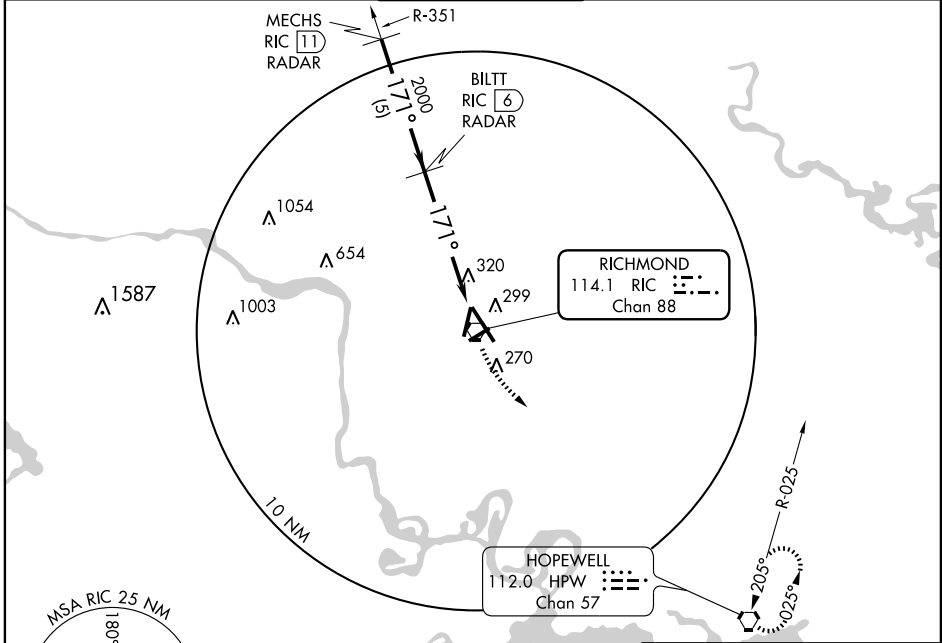 MECHS
RIC 11
RADAR
R-351
2000
171°
(5)
BILTT
RIC 6
RADAR
171°
1054
654
1587
1003
320
299
270
RICHMOND
114.1 RIC
Chan 88
10 NM
HOPEWELL
112.0 HPW
Chan 57
R-025
205°
025°
MSA RIC 25 NM
180°